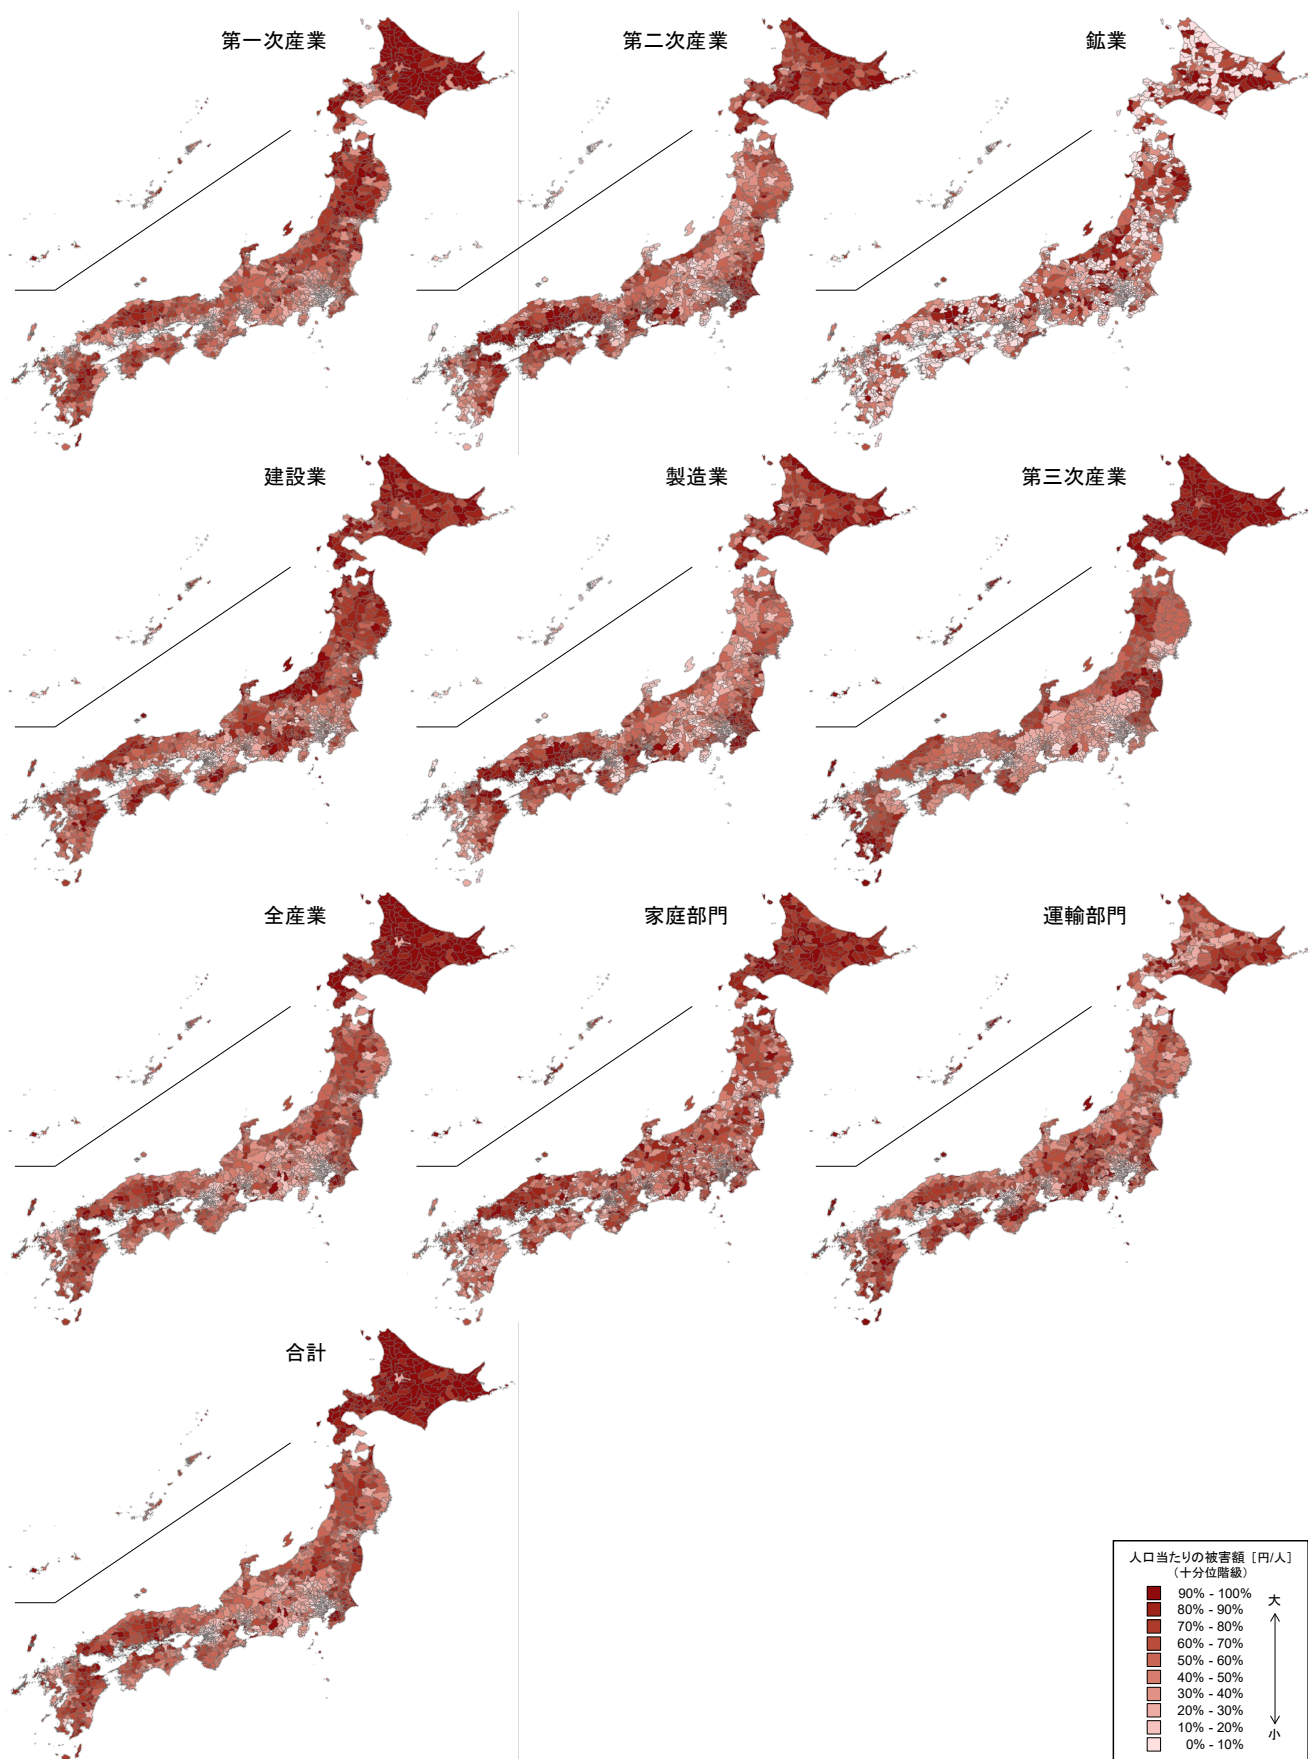 第一次産業
第二次産業
鉱業
建設業
製造業
第三次産業
全産業
家庭部門
運輸部門
合計
人口当たりの被害額 [円/人]
(十分位階級)
90% - 100%
80% - 90%
70% - 80%
60% - 70%
50% - 60%
40% - 50%
30% - 40%
20% - 30%
10% - 20%
0% - 10%
大
小